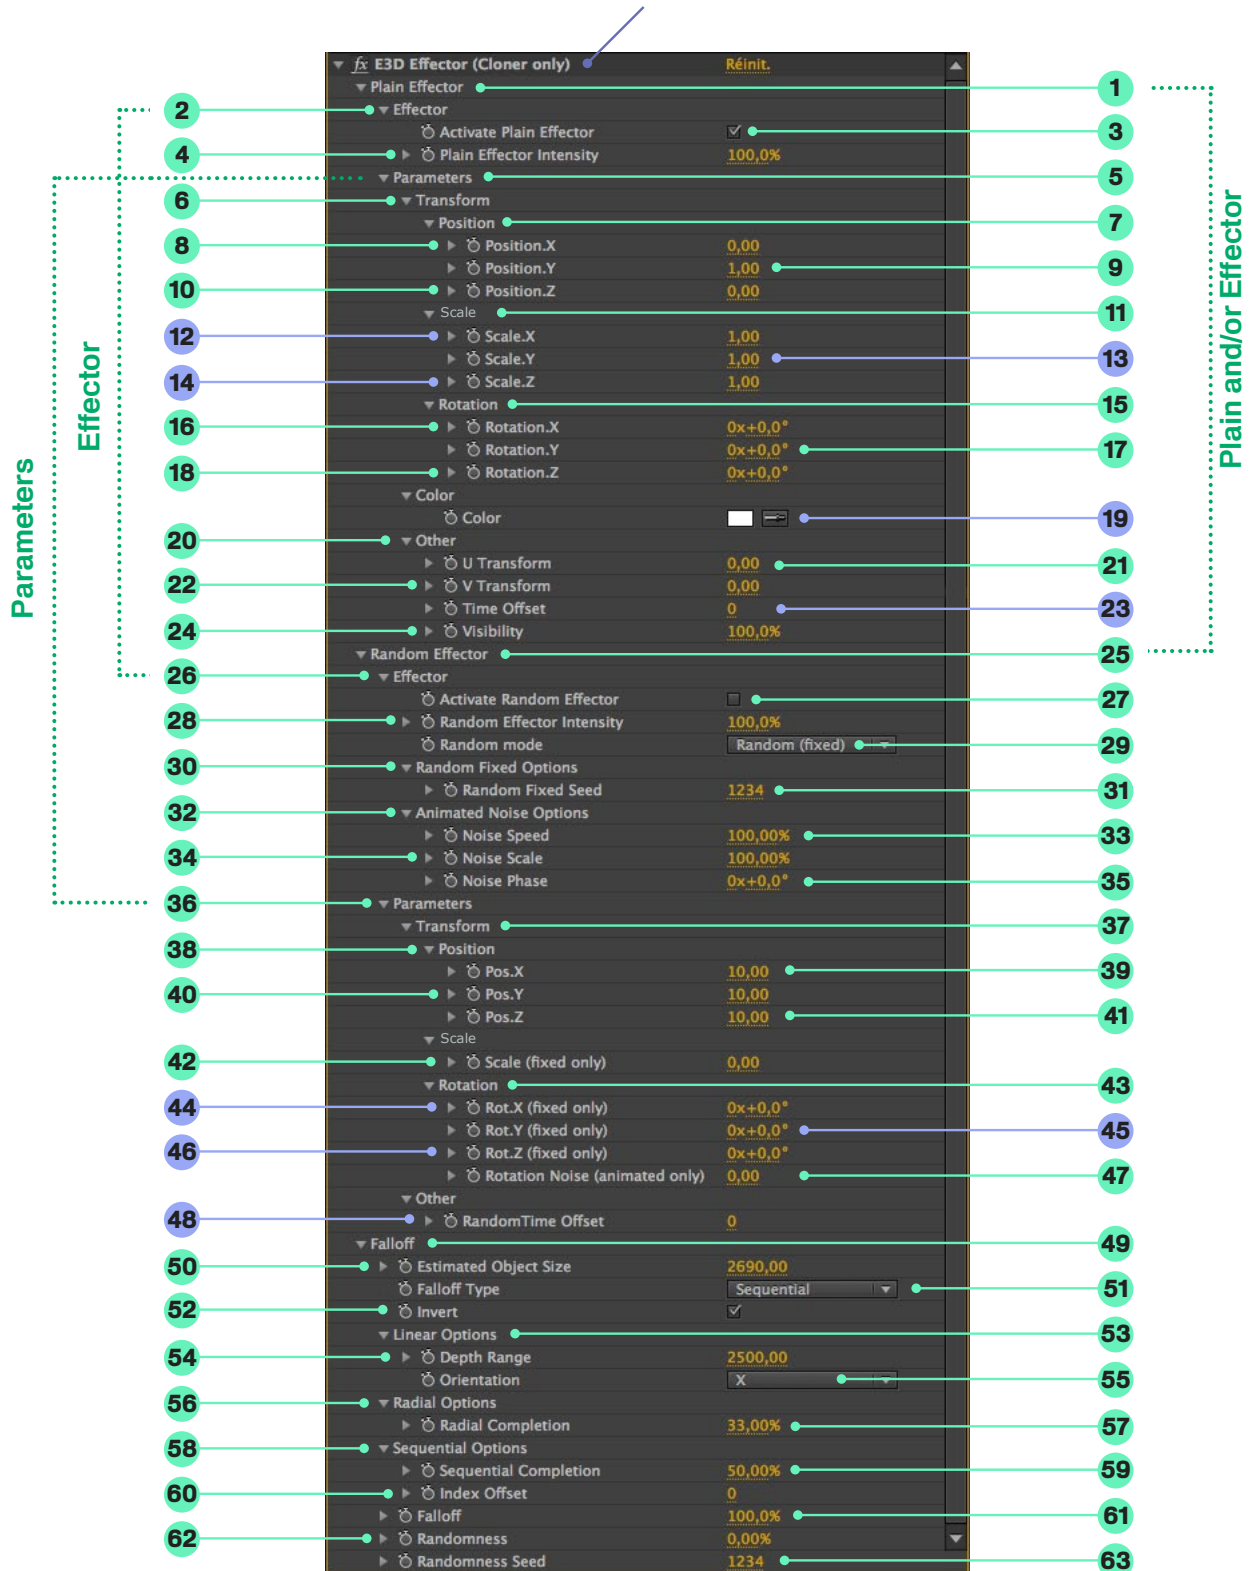 fx E3D Effector (Cloner only) Réinit.
Plain Effector 1
2 Effector
Activate Plain Effector 3
4 Plain Effector Intensity 100,0%
Parameters 5
6 Transform
Position 7
8 Position.X 0,00
Position.Y 1,00 9
10 Position.Z 0,00
Scale 11
12 Scale.X 1,00
Scale.Y 1,00 13
14 Scale.Z 1,00
Rotation 15
16 Rotation.X 0x+0,0°
Rotation.Y 0x+0,0° 17
18 Rotation.Z 0x+0,0°
Color
Color 19
20 Other
U Transform 0,00 21
22 V Transform 0,00
Time Offset 0 23
24 Visibility 100,0%
Random Effector 25
26 Effector
Activate Random Effector 27
28 Random Effector Intensity 100,0%
Random mode Random (fixed) 29
30 Random Fixed Options
Random Fixed Seed 1234 31
32 Animated Noise Options
Noise Speed 100,00% 33
34 Noise Scale 100,00%
Noise Phase 0x+0,0° 35
36 Parameters
Transform 37
38 Position
Pos.X 10,00 39
40 Pos.Y 10,00
Pos.Z 10,00 41
Scale
42 Scale (fixed only) 0,00
Rotation 43
44 Rot.X (fixed only) 0x+0,0°
Rot.Y (fixed only) 0x+0,0° 45
46 Rot.Z (fixed only) 0x+0,0°
Rotation Noise (animated only) 0,00 47
Other
48 RandomTime Offset 0
Falloff 49
50 Estimated Object Size 2690,00
Falloff Type Sequential 51
52 Invert
Linear Options 53
54 Depth Range 2500,00
Orientation X 55
56 Radial Options
Radial Completion 33,00% 57
58 Sequential Options
Sequential Completion 50,00% 59
60 Index Offset 0
Falloff 100,0% 61
62 Randomness 0,00%
Randomness Seed 1234 63
Parameters
Effector
Plain and/or Effector